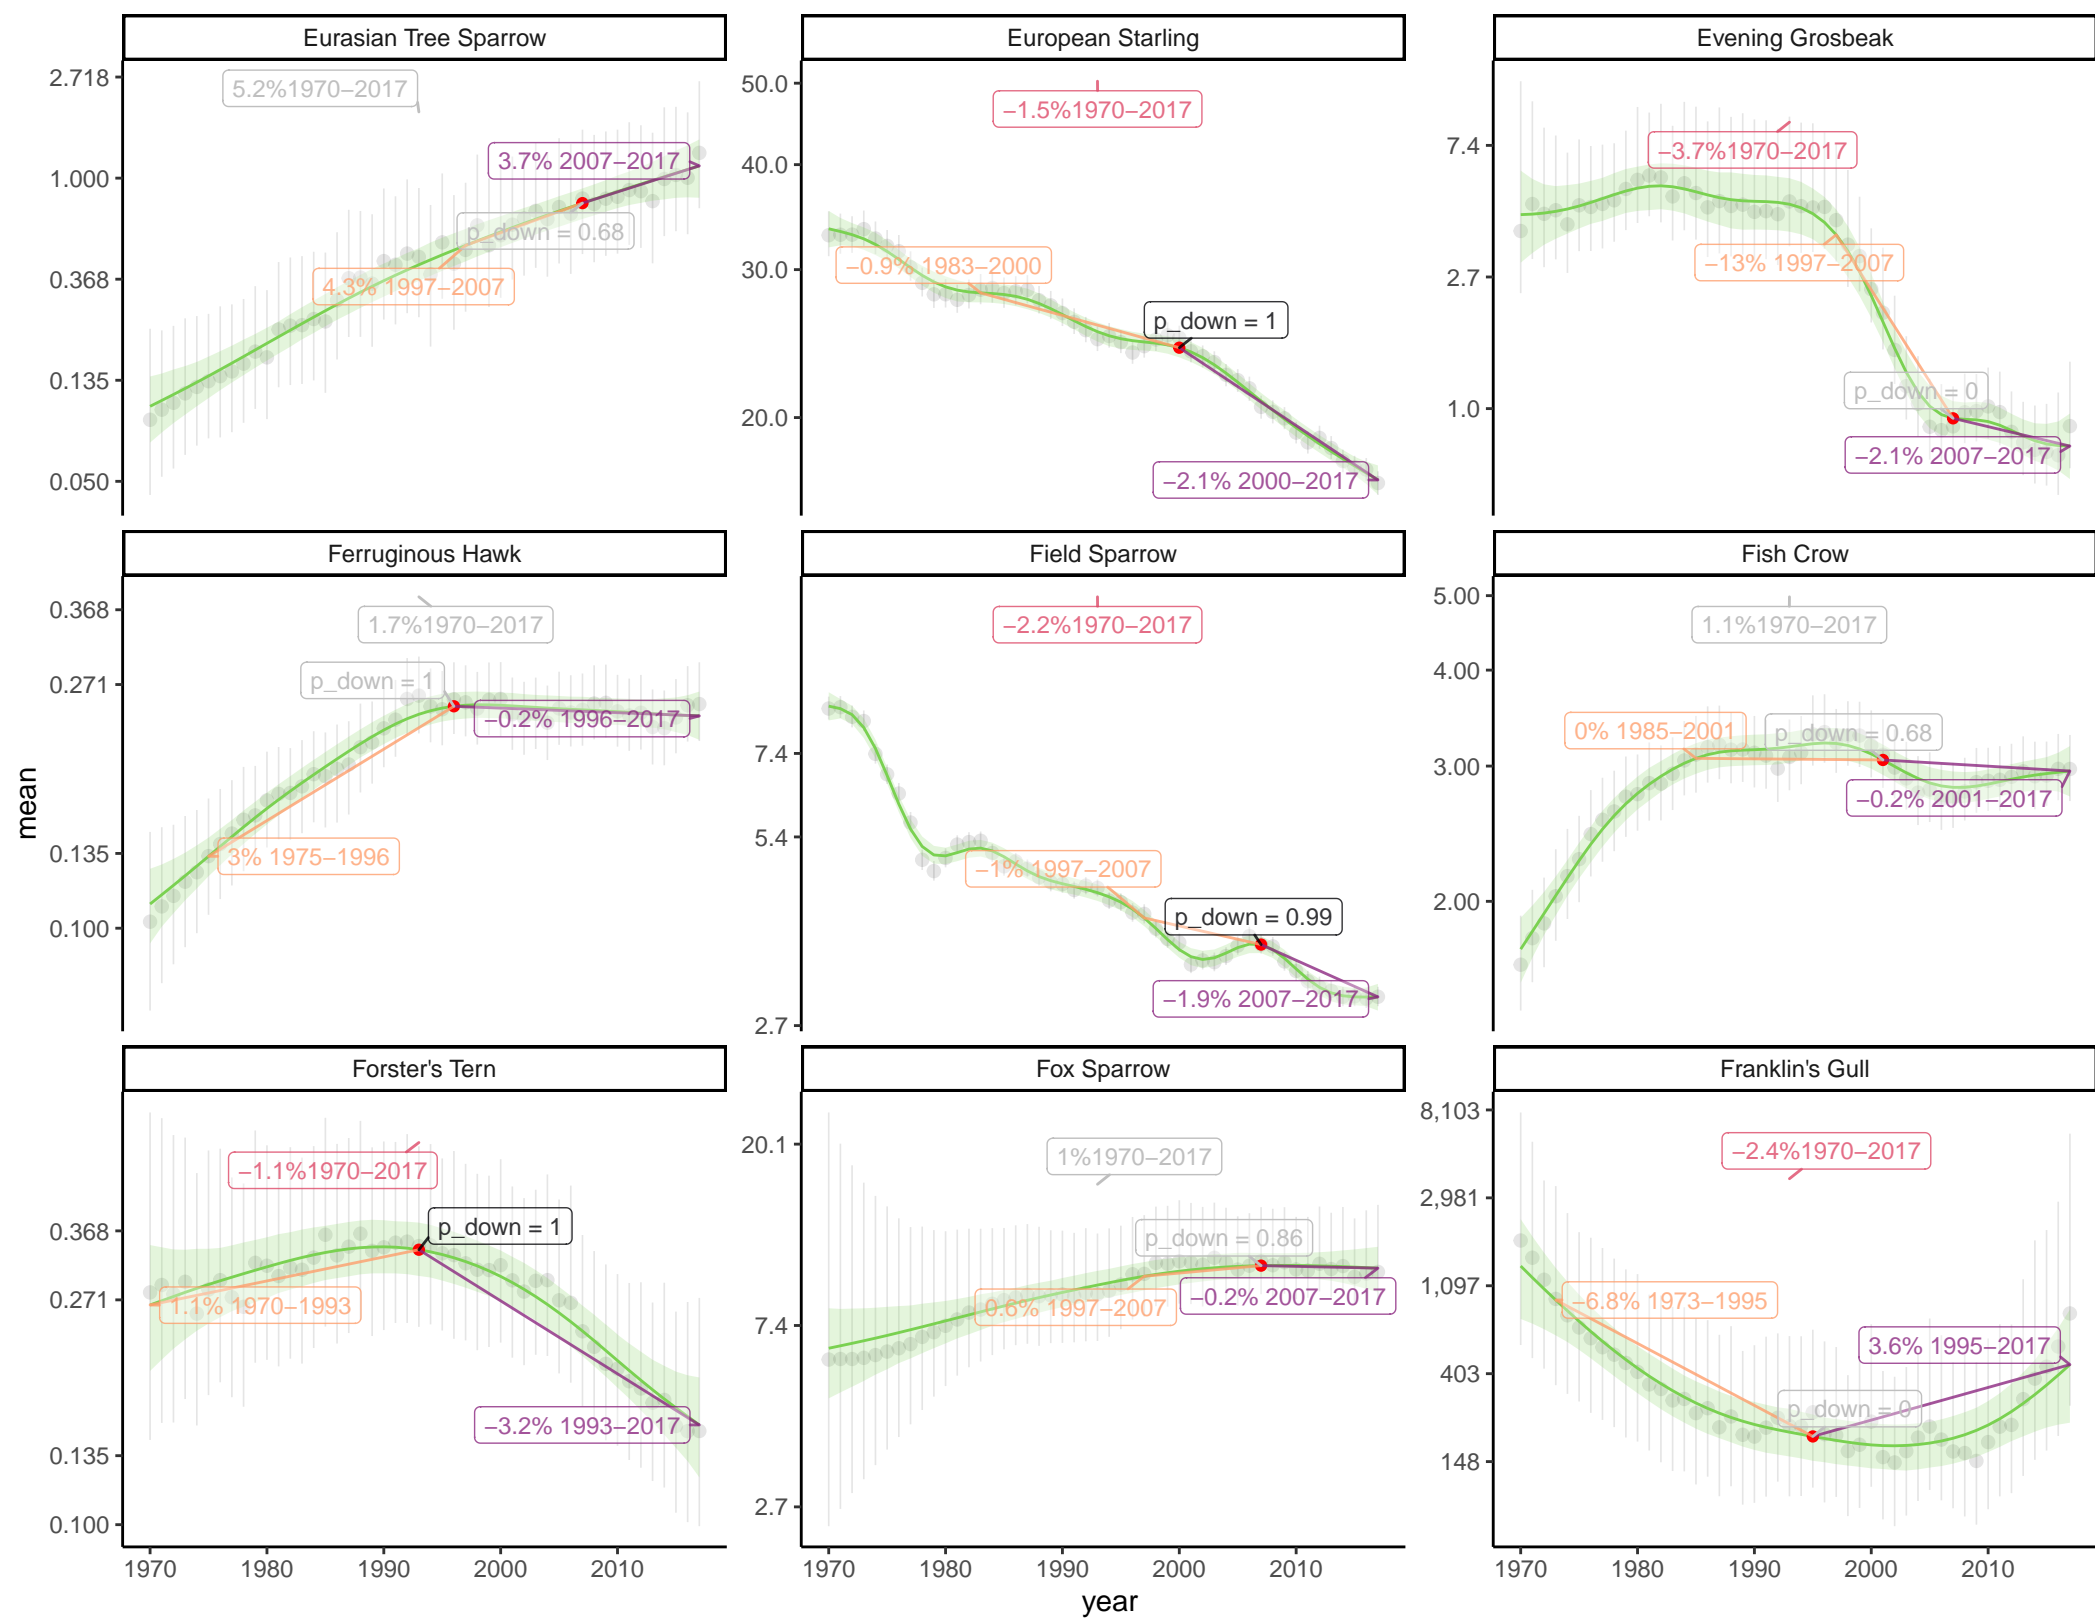 Eurasian Tree Sparrow
2.718
1.000
0.368
0.135
0.050
5.2%1970–2017
3.7% 2007–2017
p_down = 0.68
4.3% 1997–2007
European Starling
50.0
40.0
30.0
20.0
–1.5%1970–2017
–0.9% 1983–2000
p_down = 1
–2.1% 2000–2017
Evening Grosbeak
7.4
2.7
1.0
–3.7%1970–2017
–13% 1997–2007
p_down = 0
–2.1% 2007–2017
Ferruginous Hawk
0.368
0.271
0.135
0.100
1.7%1970–2017
p_down = 1
–0.2% 1996–2017
3% 1975–1996
Field Sparrow
7.4
5.4
2.7
–2.2%1970–2017
–1% 1997–2007
p_down = 0.99
–1.9% 2007–2017
Fish Crow
5.00
4.00
3.00
2.00
1.1%1970–2017
0% 1985–2001
p_down = 0.68
–0.2% 2001–2017
mean
Forster's Tern
0.368
0.271
0.135
0.100
–1.1%1970–2017
p_down = 1
1.1% 1970–1993
–3.2% 1993–2017
1970 1980 1990 2000 2010
Fox Sparrow
20.1
7.4
2.7
1%1970–2017
p_down = 0.86
0.6% 1997–2007
–0.2% 2007–2017
1970 1980 1990 2000 2010
Franklin's Gull
8,103
2,981
1,097
403
148
–2.4%1970–2017
–6.8% 1973–1995
3.6% 1995–2017
p_down = 0
1970 1980 1990 2000 2010
year